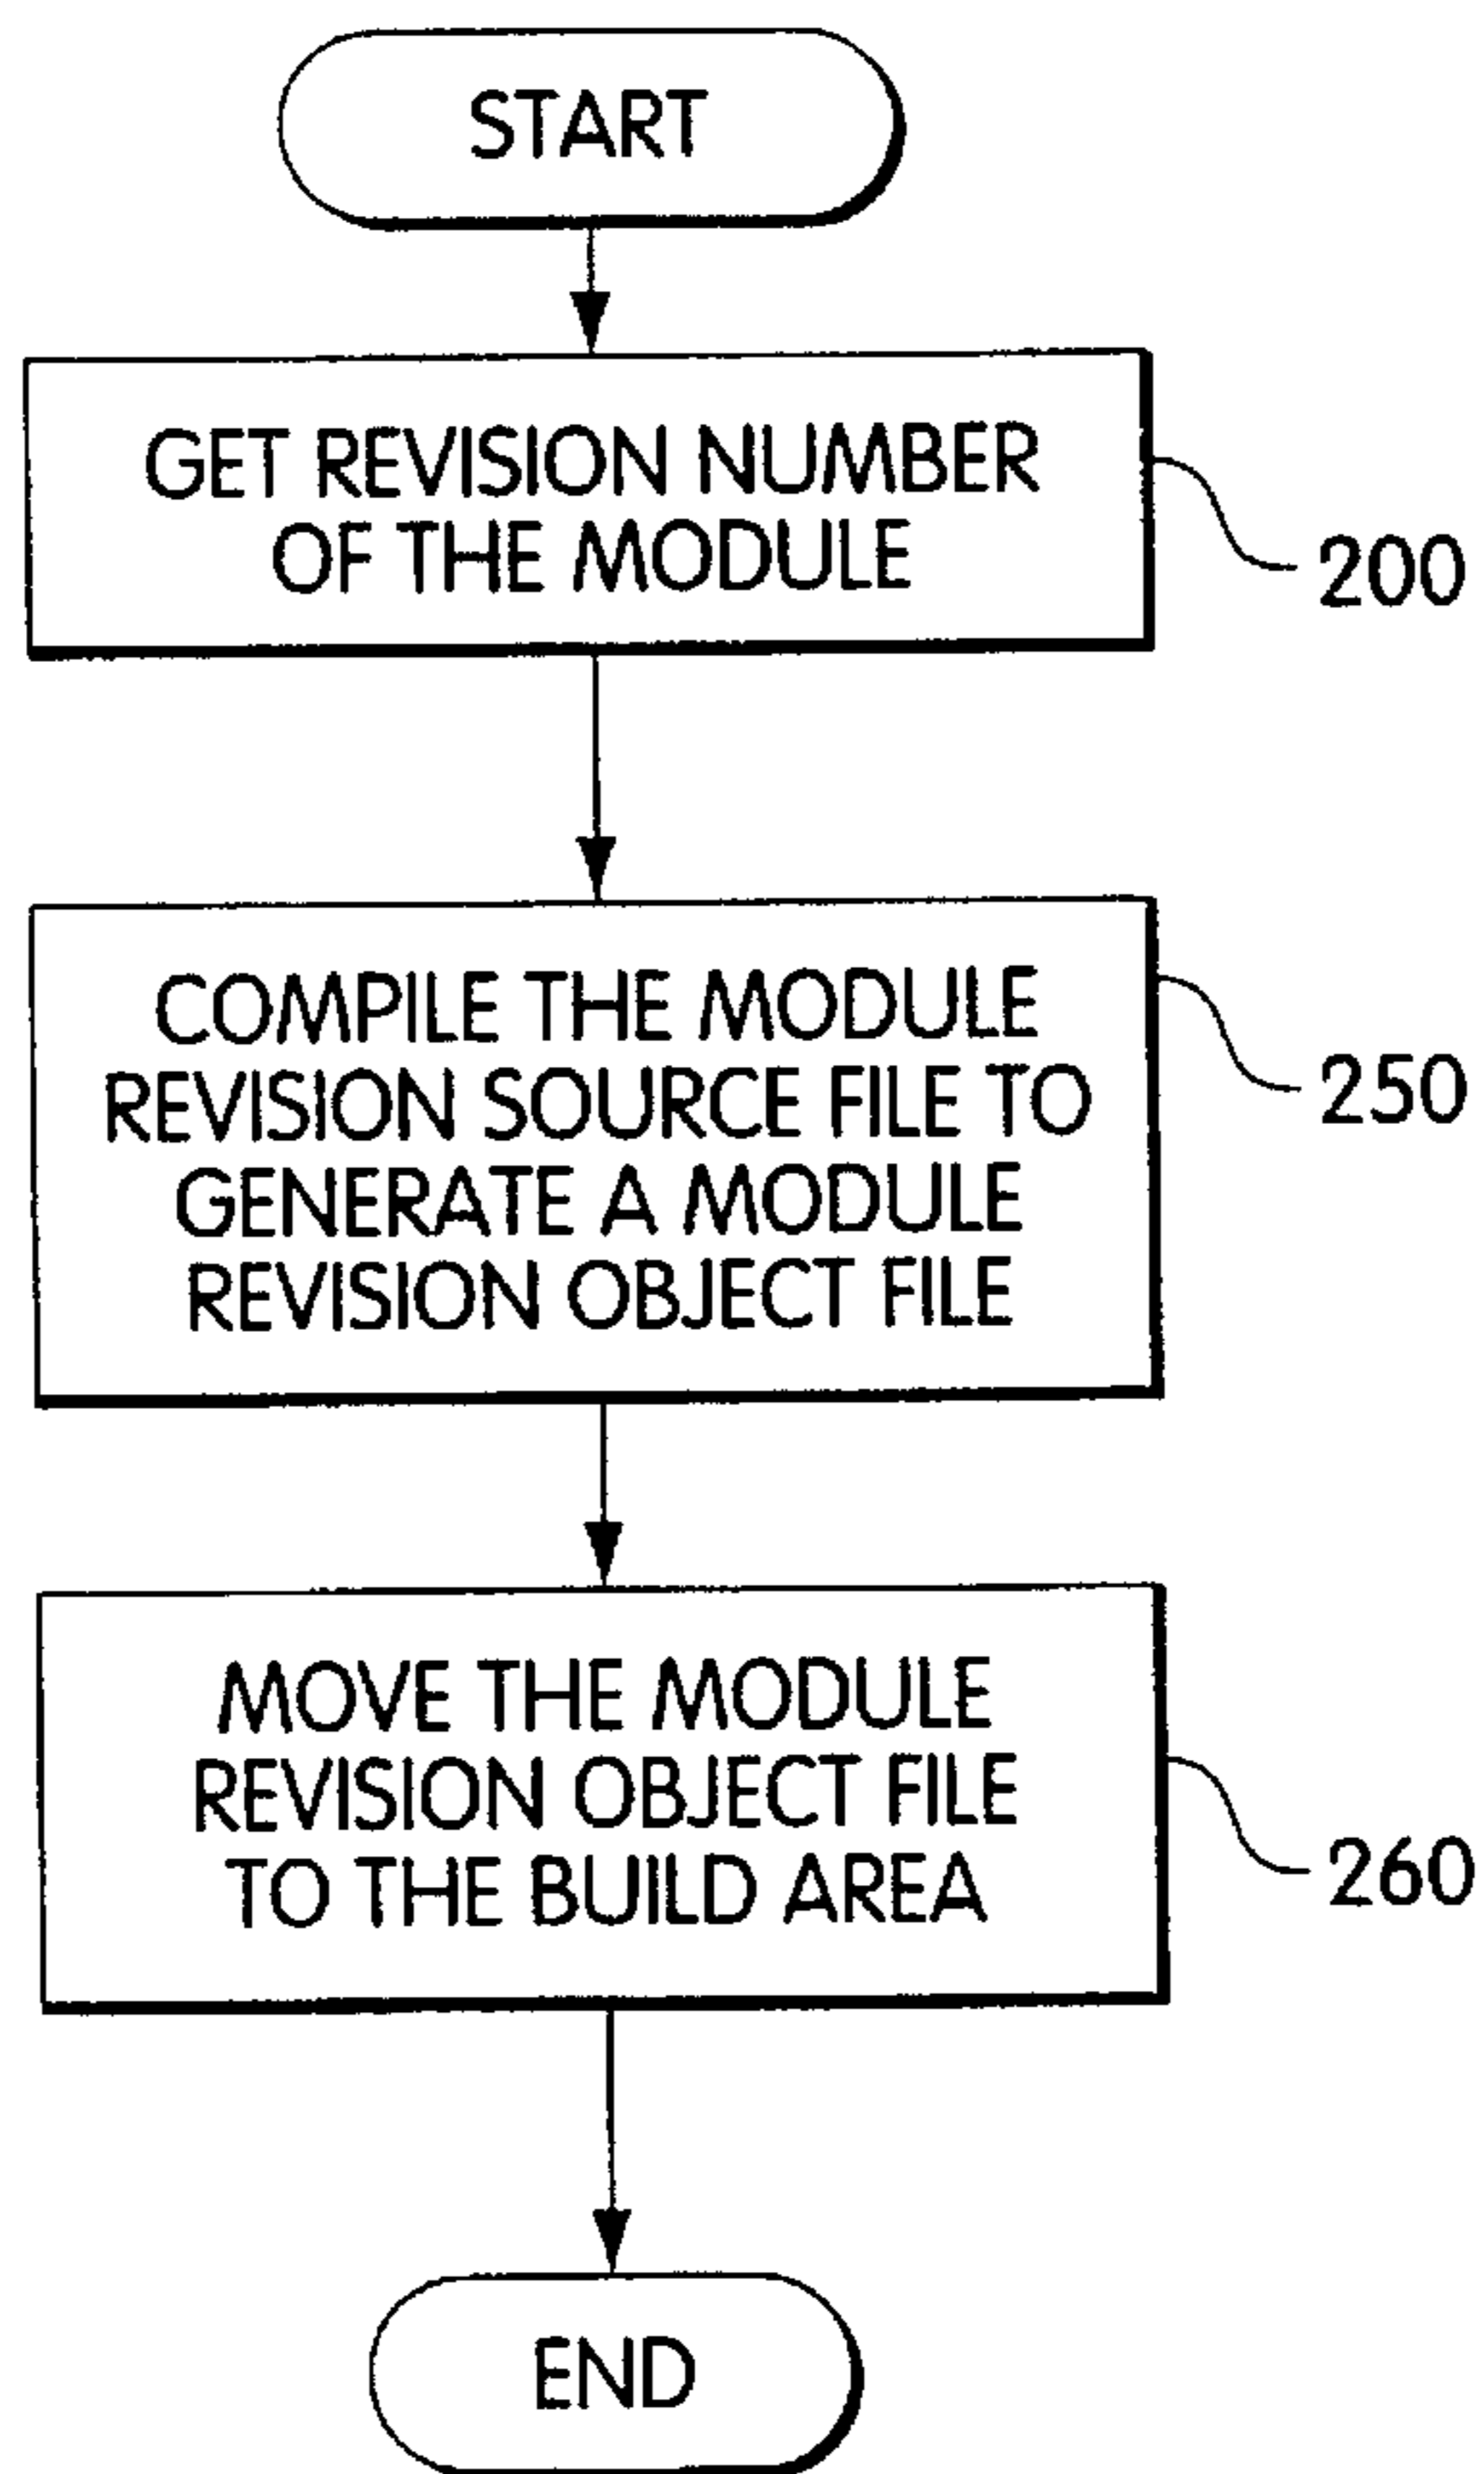 START
GET REVISION NUMBER
OF THE MODULE
200
COMPILE THE MODULE
REVISION SOURCE FILE TO
GENERATE A MODULE
REVISION OBJECT FILE
250
MOVE THE MODULE
REVISION OBJECT FILE
TO THE BUILD AREA
260
END